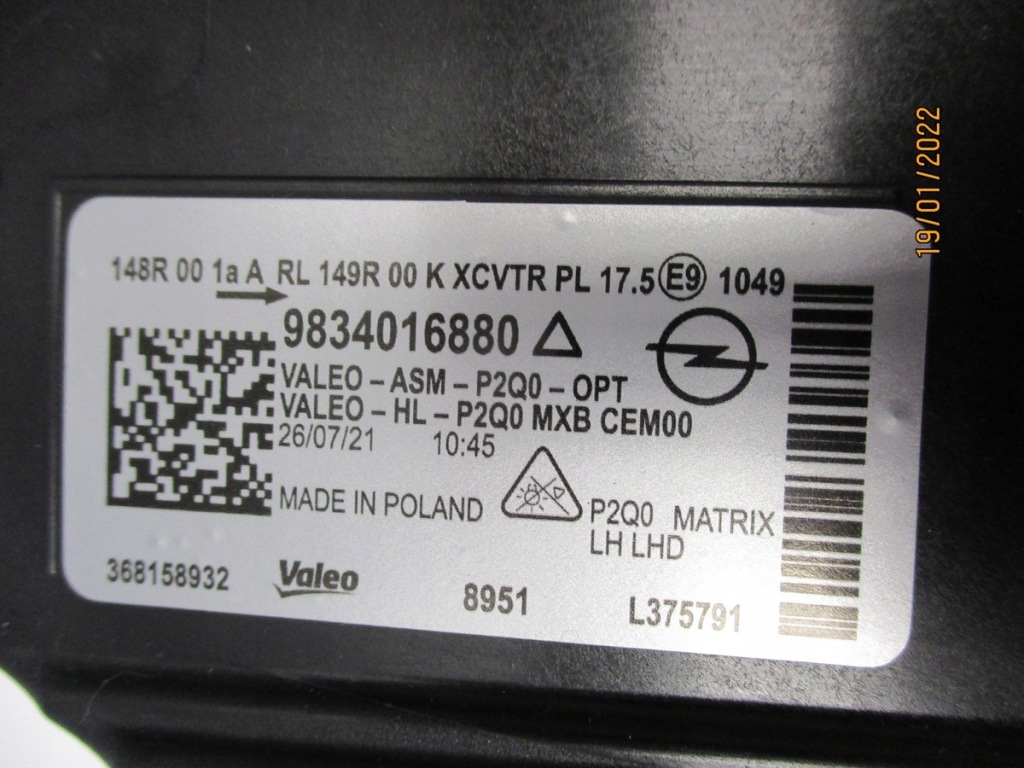 148R 00 1a A RL 149R 00 K XCVTR PL 17.5 E9 1049
9834016880
VALEO - ASM - P2Q0 - OPT
VALEO - HL - P2Q0 MXB CEM00
26/07/21 10:45
MADE IN POLAND
P2Q0 MATRIX
LH LHD
368158932 Valeo 8951 L375791
19/01/2022